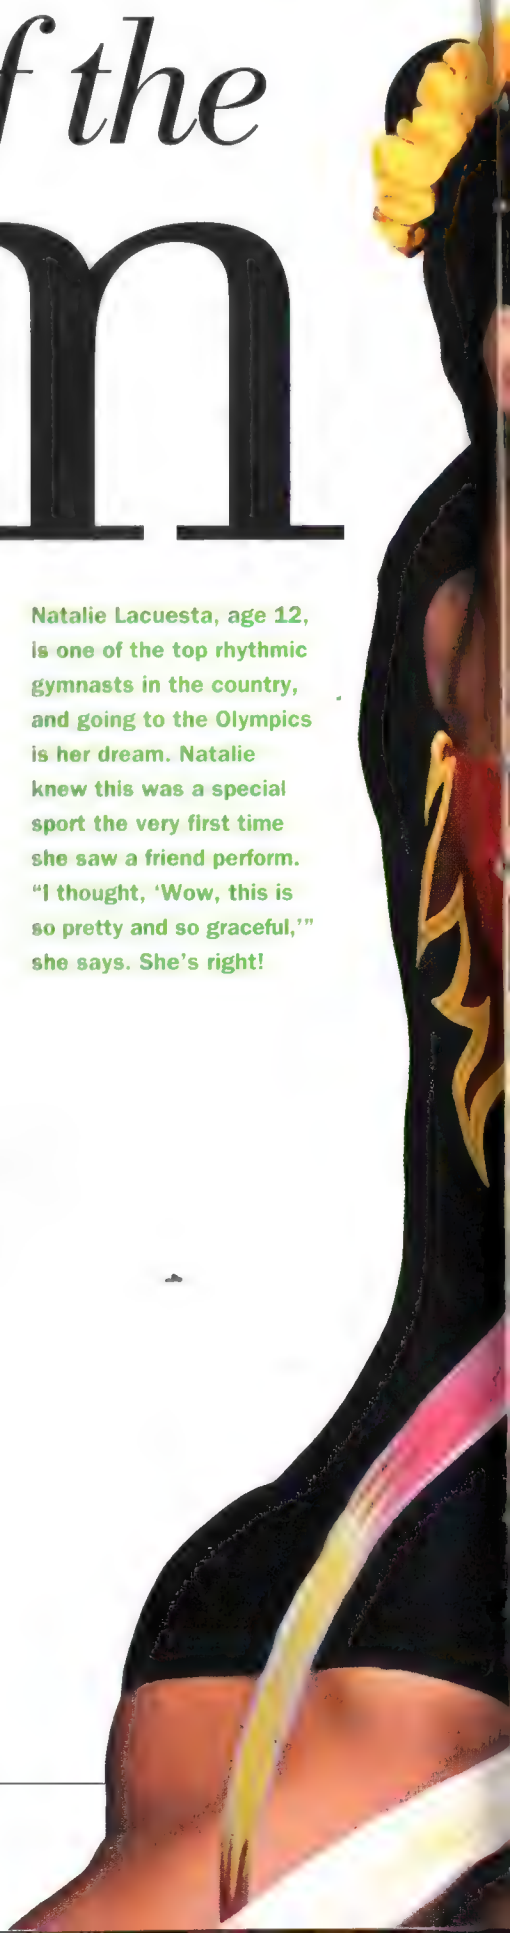 f the
m
Natalie Lacuesta, age 12,
is one of the top rhythmic
gymnasts in the country,
and going to the Olympics
is her dream. Natalie
knew this was a special
sport the very first time
she saw a friend perform.
“I thought, ‘Wow, this is
so pretty and so graceful,’”
she says. She’s right!